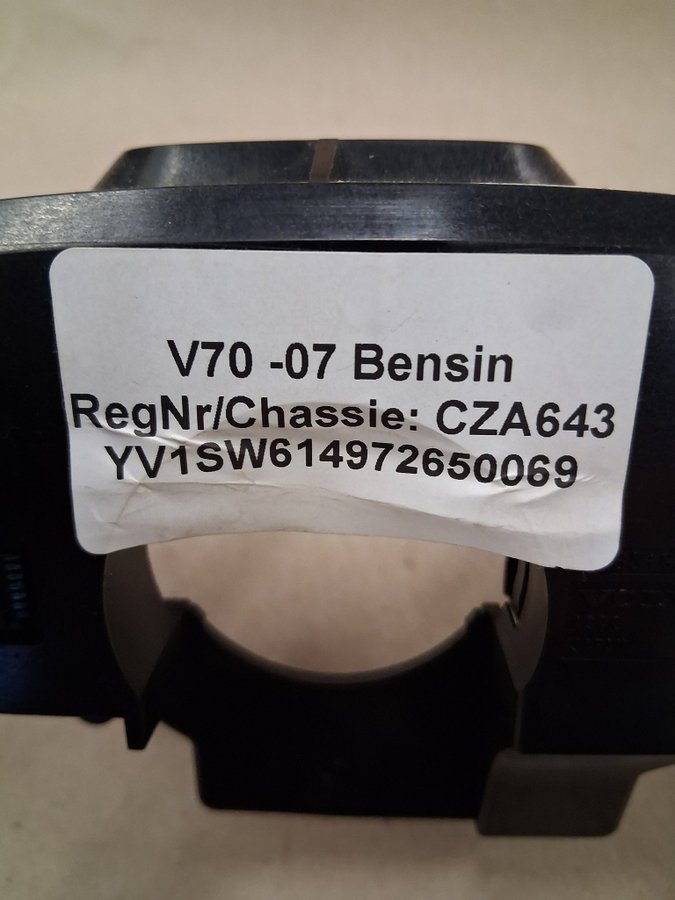 V70 -07 Bensin
RegNr/Chassie: CZA643
YV1SW614972650069